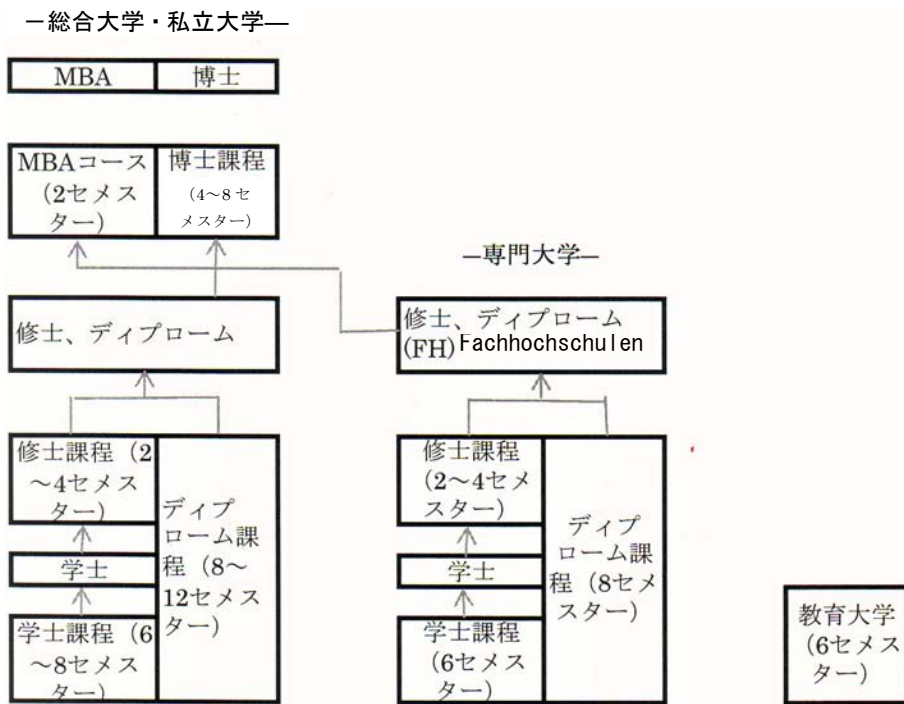 －総合大学・私立大学―
MBA
博士
MBAコース
（2セメス
ター）
博士課程
（4～8 セ
メスター）
修士、ディプローム
修士課程（2
～4セメス
ター）
学士
学士課程（6
～8セメス
ター）
ディプ
ローム課
程（8～
12セメス
ター）
―専門大学―
修士、ディプローム
(FH) Fachhochschulen
修士課程
（2～4セメ
スター）
学士
学士課程
（6セメス
ター）
ディプ
ローム課
程（8セメ
スター）
教育大学
（6セメス
ター）